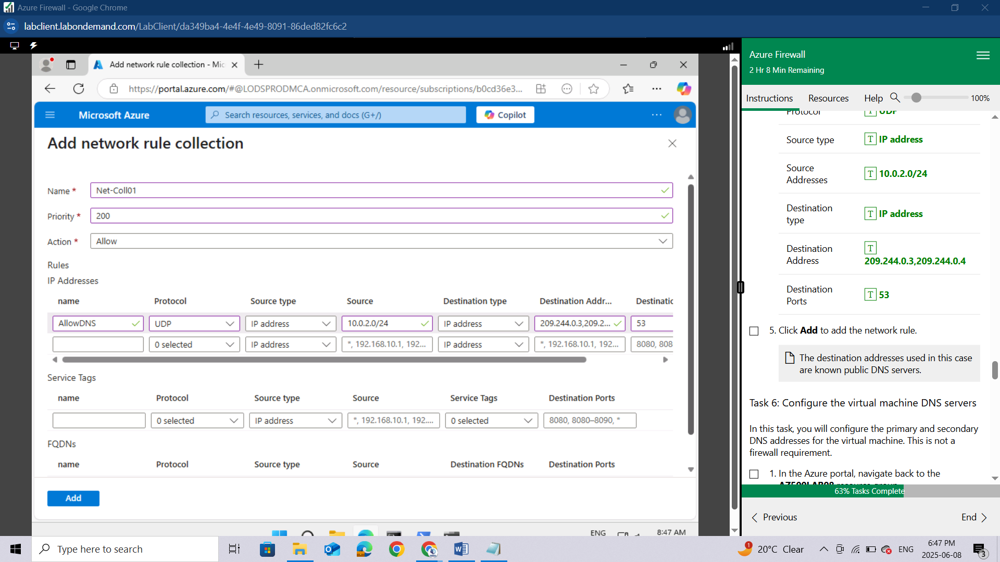 Azure Firewall - Google Chrome
labclient.labondemand.com/LabClient/da349ba4-4e4f-4e49-8091-86ded82fc6c2
Add network rule collection - Mic
https://portal.azure.com/#@LODSPRODMCA.onmicrosoft.com/resource/subscriptions/b0cd36e3...
Microsoft Azure
Search resources, services, and docs (G+/)
Copilot
Add network rule collection
Name *
Net-Coll01
Priority *
200
Action *
Allow
Rules
IP Addresses
name Protocol Source type Source Destination type Destination Addr... Destinatic
AllowDNS UDP IP address 10.0.2.0/24 IP address 209.244.0.3,209.2... 53
0 selected IP address *, 192.168.10.1, 192... IP address *, 192.168.10.1, 192... 8080, 808
Service Tags
name Protocol Source type Source Service Tags Destination Ports
0 selected IP address *, 192.168.10.1, 192.... 0 selected 8080, 8080–8090, *
FQDNs
name Protocol Source type Source Destination FQDNs Destination Ports
Add
ENG
8:47 AM
Azure Firewall
2 Hr 8 Min Remaining
Instructions Resources Help 100%
Protocol T UDP
Source type T IP address
Source
Addresses
T 10.0.2.0/24
Destination
type
T IP address
Destination
Address
T
209.244.0.3,209.244.0.4
Destination
Ports
T 53
5. Click Add to add the network rule.
The destination addresses used in this case
are known public DNS servers.
Task 6: Configure the virtual machine DNS servers
In this task, you will configure the primary and secondary
DNS addresses for the virtual machine. This is not a
firewall requirement.
1. In the Azure portal, navigate back to the
AZ500LAB08 resource group
63% Tasks Complete
Previous
End
Type here to search
1
20°C Clear
ENG
6:47 PM
2025-06-08
3